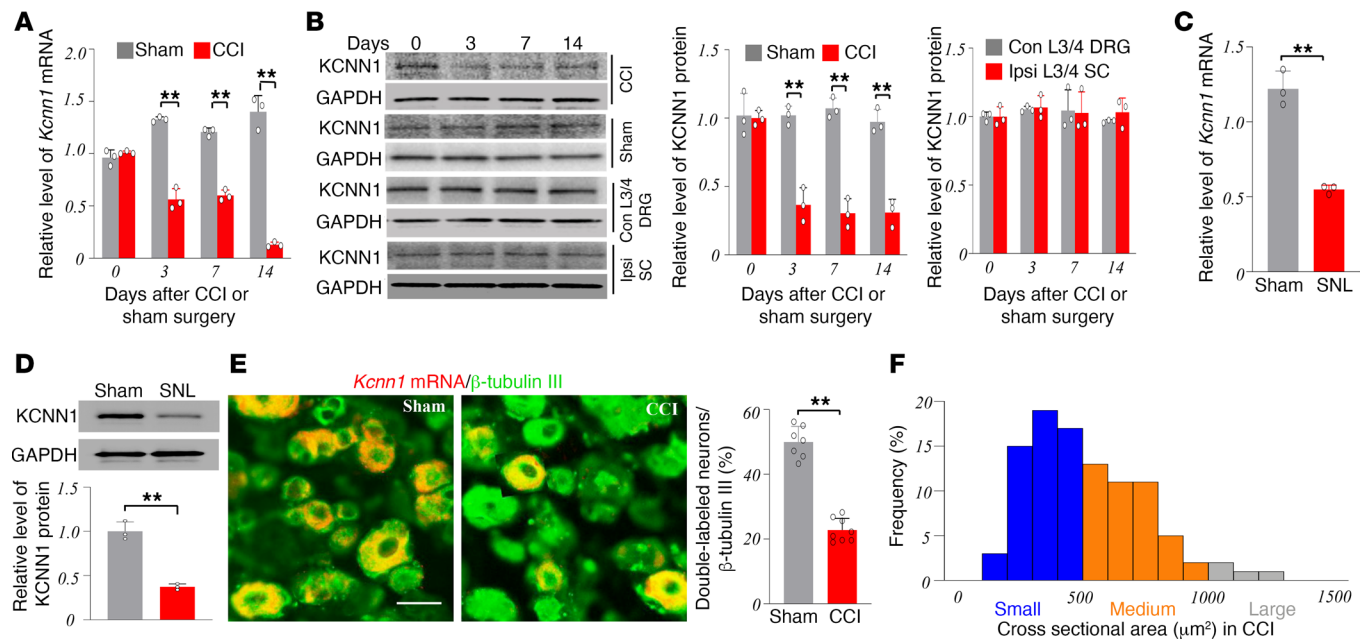 A
Relative level of Kcnn1 mRNA
2.0
1.5
1.0
0.5
0
Sham CCI
** ** **
0 3 7 14
Days after CCI or
sham surgery
B
Days 0 3 7 14
KCNN1
GAPDH
CCI
KCNN1
GAPDH
Sham
KCNN1
GAPDH
Con L3/4
DRG
KCNN1
GAPDH
Ipsi
SC
Relative level of KCNN1 protein
1.5
1.0
0.5
0
Sham CCI
** ** **
0 3 7 14
Days after CCI or
sham surgery
Relative level of KCNN1 protein
1.5
1.0
0.5
0
Con L3/4 DRG
Ipsi L3/4 SC
0 3 7 14
Days after CCI or
sham surgery
C
Relative level of Kcnn1 mRNA
1.5
1.0
0.5
1.5
**
Sham SNL
D
Sham SNL
KCNN1
GAPDH
Relative level of
KCNN1 protein
1.5
1.0
0.5
0
**
Sham SNL
E
Kcnn1 mRNA/β-tubulin III
Sham
CCI
Double-labeled neurons/
β-tubulin III (%)
60
40
20
0
**
Sham CCI
F
Frequency (%)
20
15
10
5
0
0 500 1000 1500
Small Medium Large
Cross sectional area (μm²) in CCI